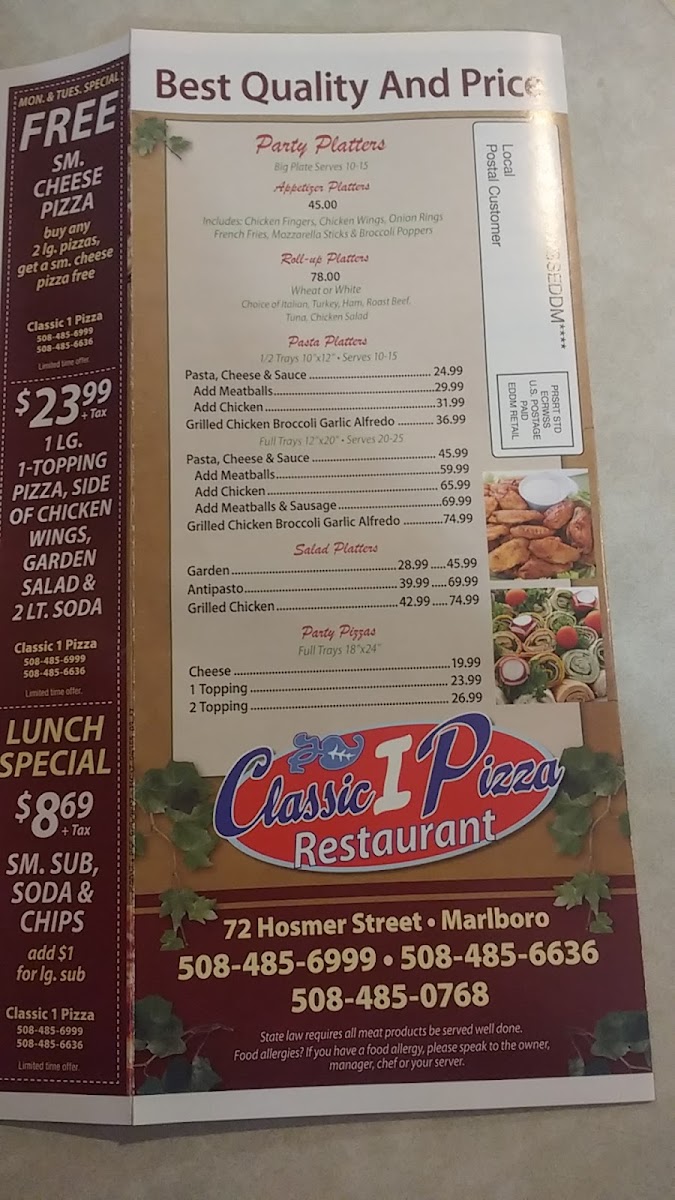 MON. & TUES. SPECIAL
FREE
SM.
CHEESE
PIZZA
buy any
2 lg. pizzas,
get a sm. cheese
pizza free
Classic 1 Pizza
508-485-6999
508-485-6636
Limited time offer.
$23.99
+ Tax
1 LG.
1-TOPPING
PIZZA, SIDE
OF CHICKEN
WINGS,
GARDEN
SALAD &
2 LT. SODA
Classic 1 Pizza
508-485-6999
508-485-6636
Limited time offer.
LUNCH
SPECIAL
$8.69
+ Tax
SM. SUB,
SODA &
CHIPS
add $1
for lg. sub
Classic 1 Pizza
508-485-6999
508-485-6636
Limited time offer.
Best Quality And Price
Party Platters
Big Plate Serves 10-15
Appetizer Platters
45.00
Includes: Chicken Fingers, Chicken Wings, Onion Rings
French Fries, Mozzarella Sticks & Broccoli Poppers
Roll-up Platters
78.00
Wheat or White
Choice of Italian, Turkey, Ham, Roast Beef,
Tuna, Chicken Salad
Pasta Platters
1/2 Trays 10"x12" • Serves 10-15
Pasta, Cheese & Sauce 24.99
Add Meatballs 29.99
Add Chicken 31.99
Grilled Chicken Broccoli Garlic Alfredo 36.99
Full Trays 12"x20" • Serves 20-25
Pasta, Cheese & Sauce 45.99
Add Meatballs 59.99
Add Chicken 65.99
Add Meatballs & Sausage 69.99
Grilled Chicken Broccoli Garlic Alfredo 74.99
Salad Platters
Garden 28.99 45.99
Antipasto 39.99 69.99
Grilled Chicken 42.99 74.99
Party Pizzas
Full Trays 18"x24"
Cheese 19.99
1 Topping 23.99
2 Topping 26.99
Local
Postal Customer
SSEDDM****
PRSRT STD
ECRWSS
U.S. POSTAGE
PAID
EDDM RETAIL
Classic I Pizza
Restaurant
72 Hosmer Street • Marlboro
508-485-6999 • 508-485-6636
508-485-0768
State law requires all meat products be served well done.
Food allergies? If you have a food allergy, please speak to the owner,
manager, chef or your server.